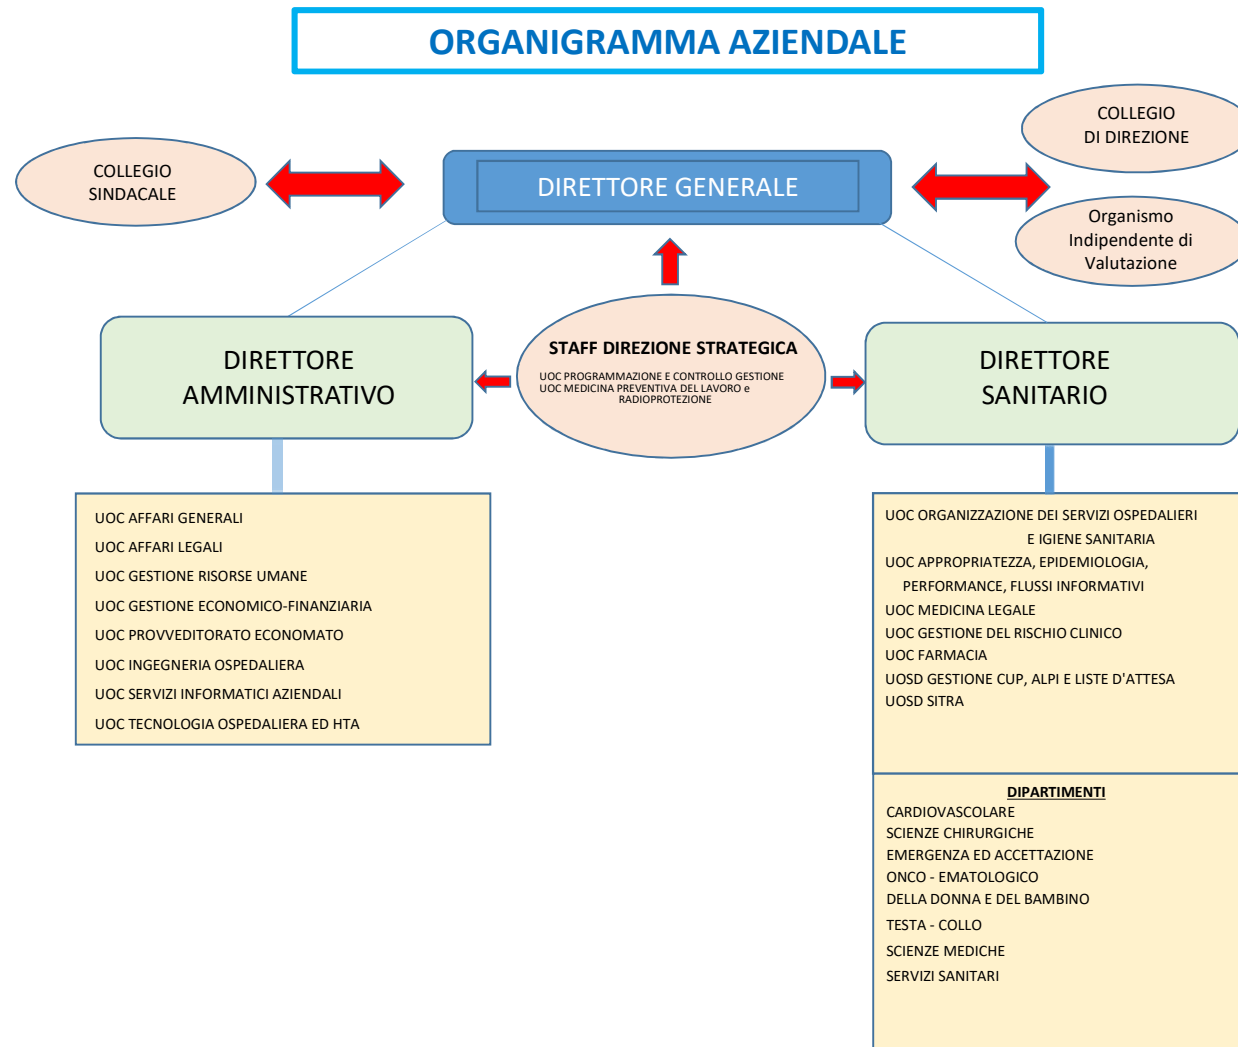 ORGANIGRAMMA AZIENDALE
COLLEGIO
SINDACALE
DIRETTORE GENERALE
COLLEGIO
DI DIREZIONE
Organismo
Indipendente di
Valutazione
DIRETTORE
AMMINISTRATIVO
STAFF DIREZIONE STRATEGICA
UOC PROGRAMMAZIONE E CONTROLLO GESTIONE
UOC MEDICINA PREVENTIVA DEL LAVORO e
RADIOPROTEZIONE
DIRETTORE
SANITARIO
UOC AFFARI GENERALI
UOC AFFARI LEGALI
UOC GESTIONE RISORSE UMANE
UOC GESTIONE ECONOMICO-FINANZIARIA
UOC PROVVEDITORATO ECONOMATO
UOC INGEGNERIA OSPEDALIERA
UOC SERVIZI INFORMATICI AZIENDALI
UOC TECNOLOGIA OSPEDALIERA ED HTA
UOC ORGANIZZAZIONE DEI SERVIZI OSPEDALIERI
E IGIENE SANITARIA
UOC APPROPRIATEZZA, EPIDEMIOLOGIA,
PERFORMANCE, FLUSSI INFORMATIVI
UOC MEDICINA LEGALE
UOC GESTIONE DEL RISCHIO CLINICO
UOC FARMACIA
UOSD GESTIONE CUP, ALPI E LISTE D'ATTESA
UOSD SITRA
DIPARTIMENTI
CARDIOVASCOLARE
SCIENZE CHIRURGICHE
EMERGENZA ED ACCETTAZIONE
ONCO - EMATOLOGICO
DELLA DONNA E DEL BAMBINO
TESTA - COLLO
SCIENZE MEDICHE
SERVIZI SANITARI